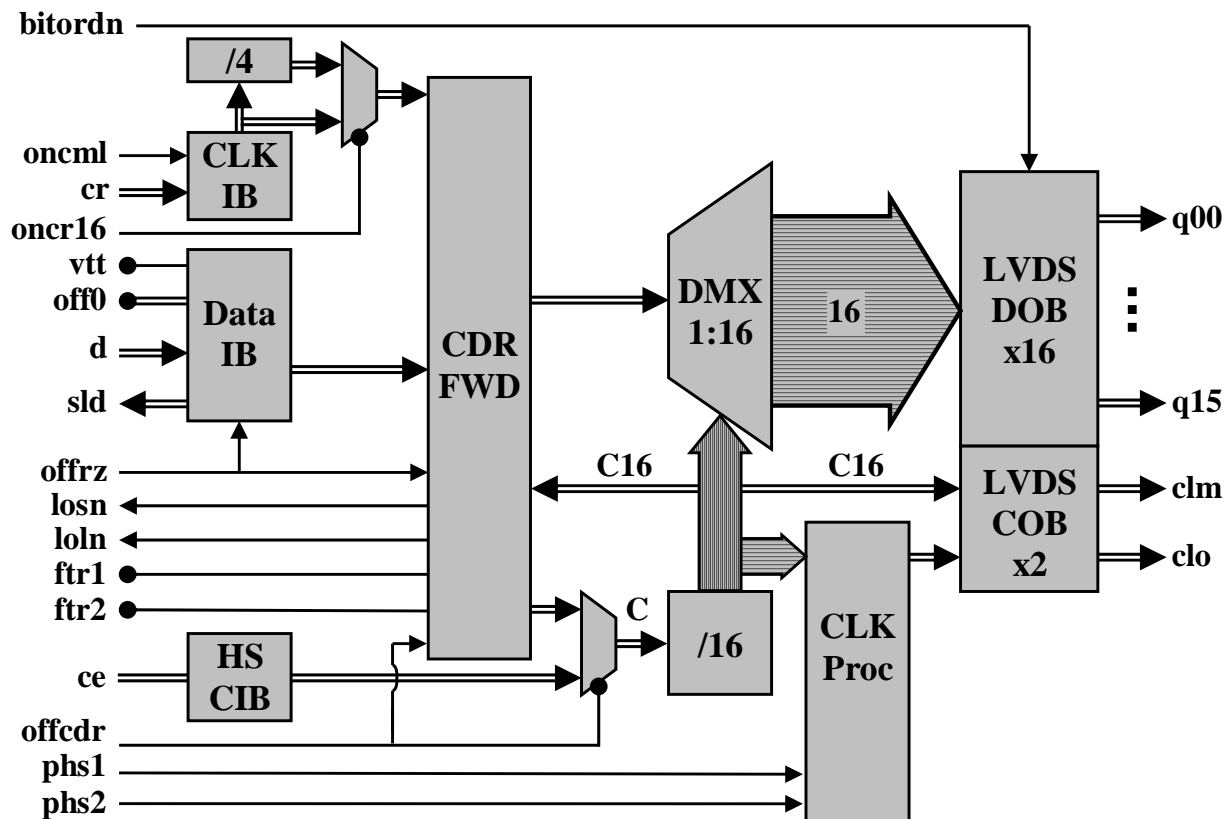 bitordn
/4
oncml
CLK
IB
cr
oncr16
vtt
off0
Data
IB
d
sld
offrz
losn
loln
ftr1
ftr2
HS
CIB
ce
offcdr
phs1
phs2
CDR
FWD
DMX
1:16
16
C16
C16
C
/16
CLK
Proc
LVDS
DOB
x16
LVDS
COB
x2
q00
q15
clm
clo